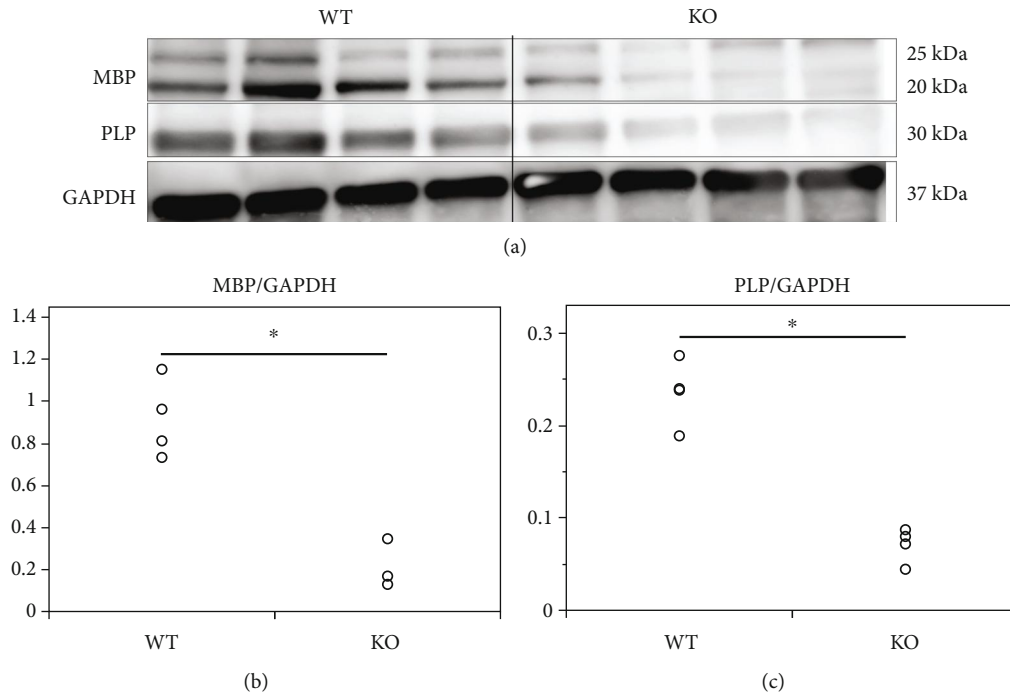 WT KO
MBP 25 kDa
20 kDa
PLP 30 kDa
GAPDH 37 kDa
(a)
MBP/GAPDH
1.4
1.2
1
0.8
0.6
0.4
0.2
0
*
WT KO
(b)
PLP/GAPDH
0.3
0.2
0.1
0
*
WT KO
(c)